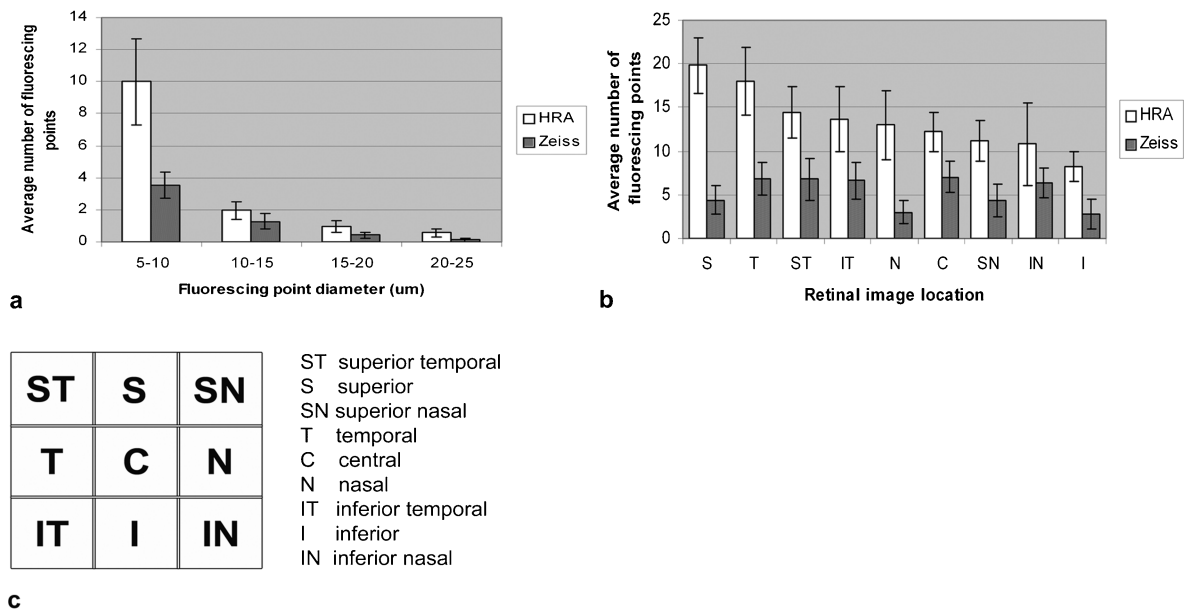 14
12
10
8
6
4
2
0
Average number of fluorescing
points
5-10 10-15 15-20 20-25
Fluorescing point diameter (um)
HRA
Zeiss
a
25
20
15
10
5
0
Average number of
fluorescing points
S T ST IT N C SN IN I
Retinal image location
HRA
Zeiss
b
ST S SN
T C N
IT I IN
ST superior temporal
S superior
SN superior nasal
T temporal
C central
N nasal
IT inferior temporal
I inferior
IN inferior nasal
c